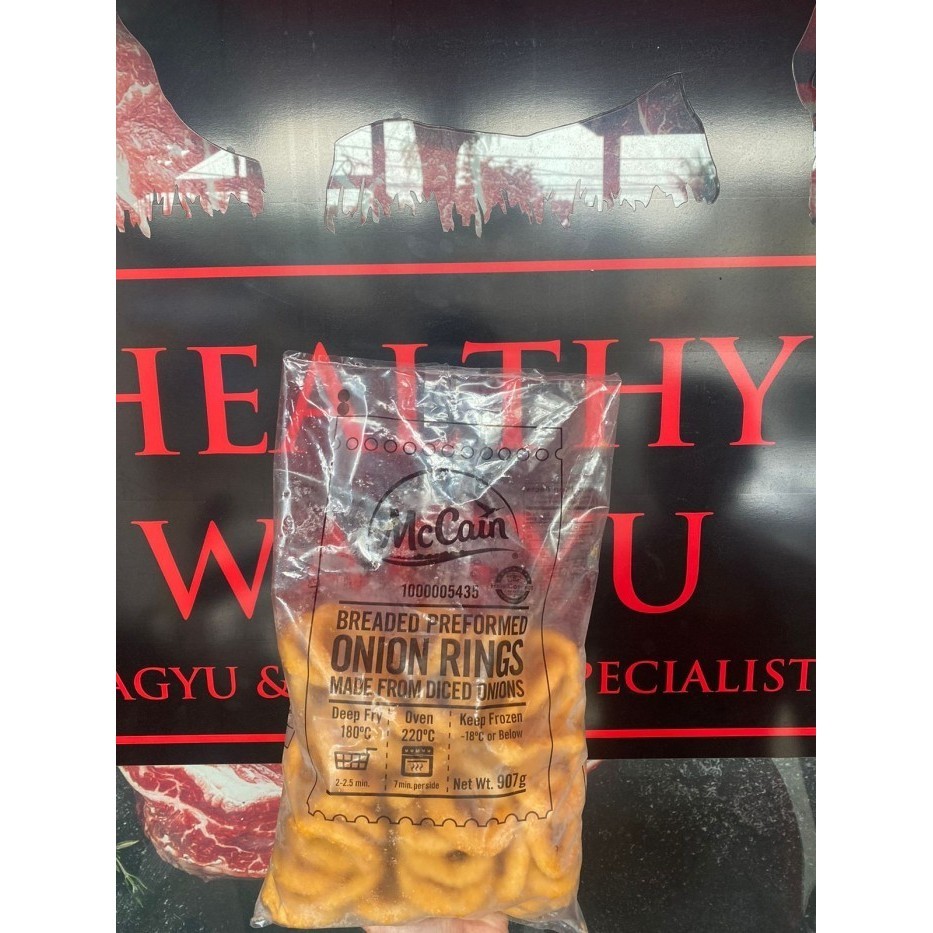 HEALTHY
W
U
AGYU &
PECIALIST
McCain
1000005435
BREADED PREFORMED
ONION RINGS
MADE FROM DICED ONIONS
Deep Fry
180°C
2-2.5 min.
Oven
220°C
7 min. per side
Keep Frozen
-18°C or Below
Net Wt. 907g